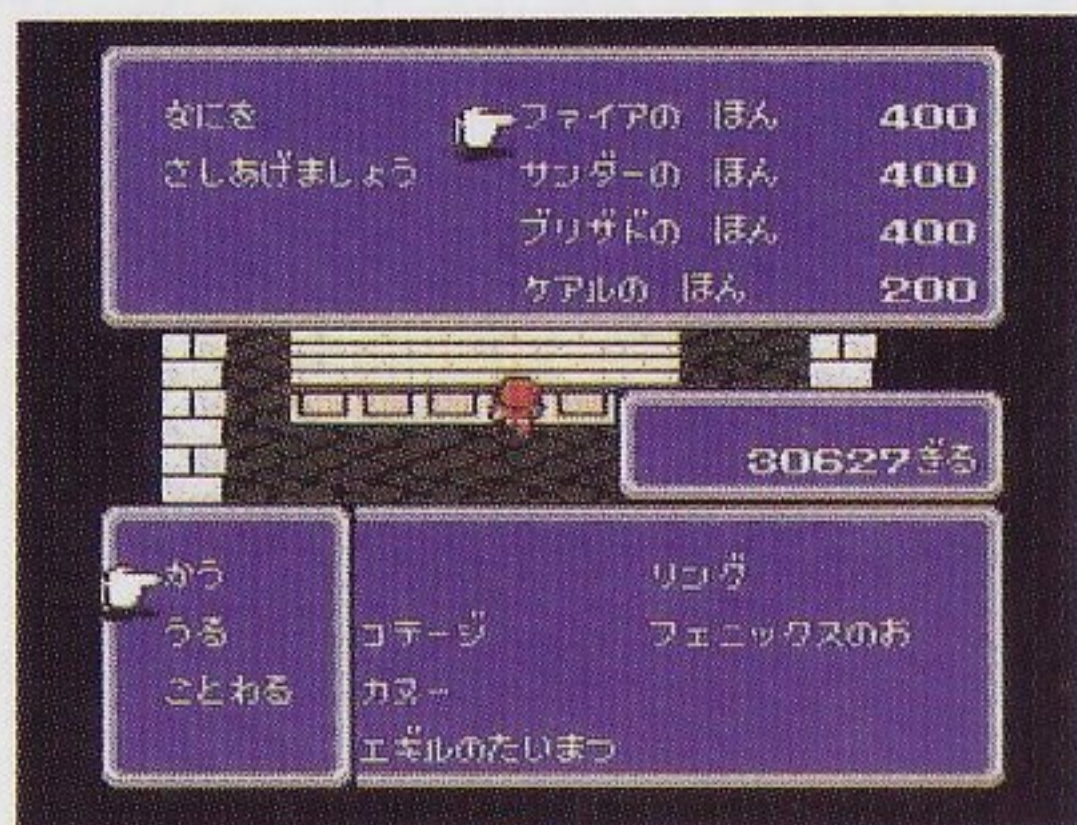 なにを
さしあげましょう
ファイアの ほん 400
サンダーの ほん 400
ブリザドの ほん 400
ケアルの ほん 200
30627ぎる
かう
うる
ことわる
リング
コテージ フェニックスのお
カヌー
エギルのたいまつ